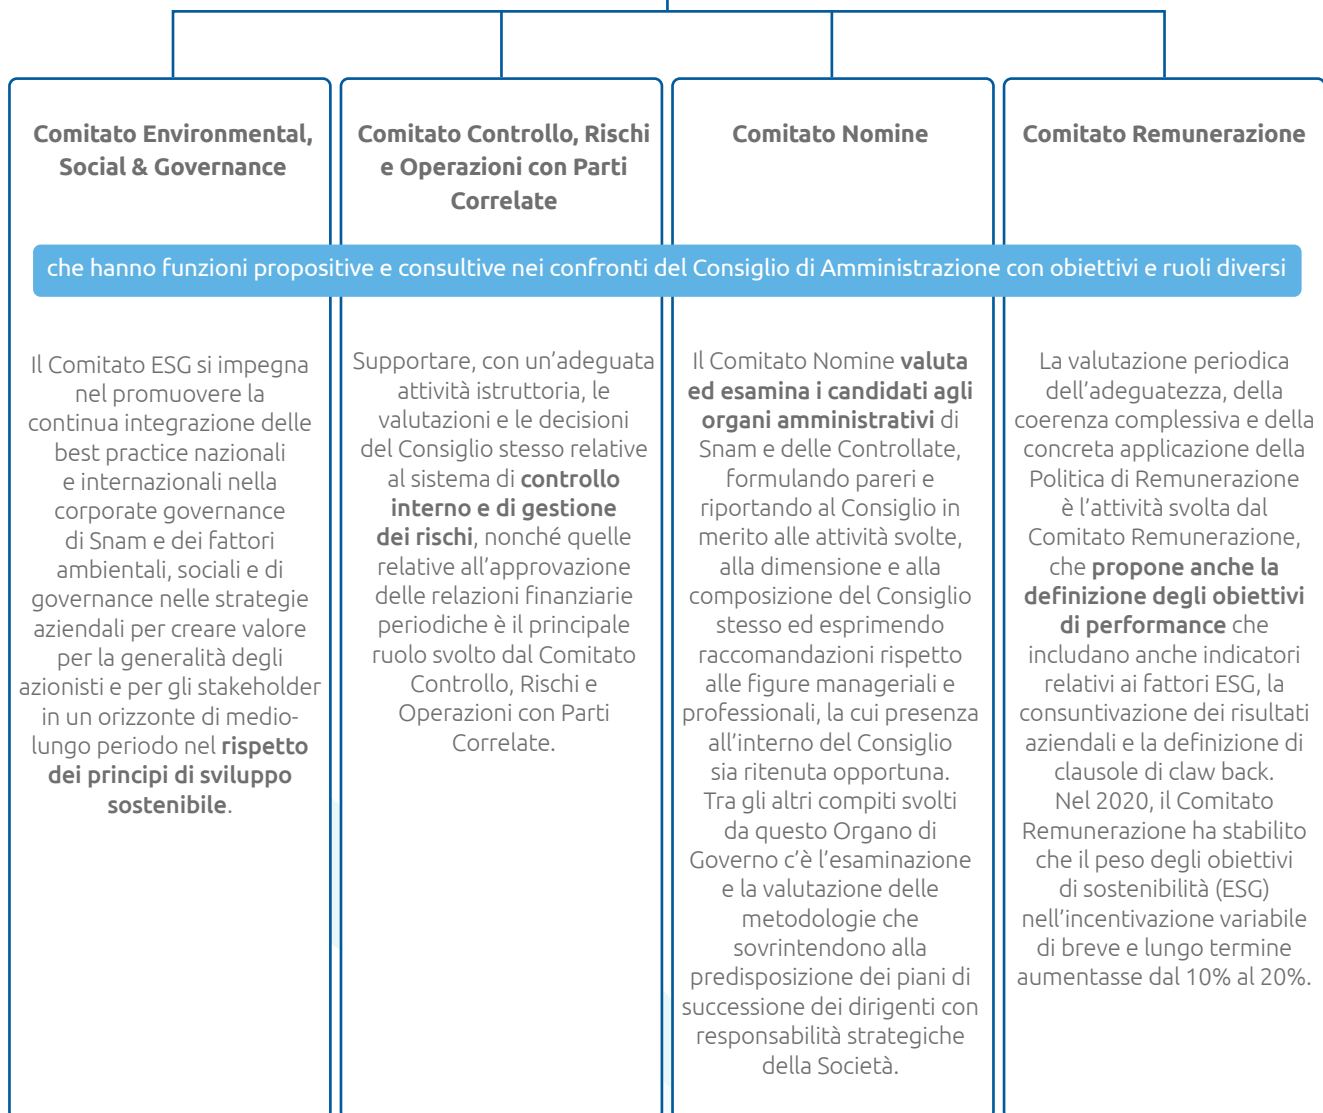 Comitato Environmental,
Social & Governance
Comitato Controllo, Rischi
e Operazioni con Parti
Correlate
Comitato Nomine
Comitato Remunerazione
che hanno funzioni propositive e consultive nei confronti del Consiglio di Amministrazione con obiettivi e ruoli diversi
Il Comitato ESG si impegna
nel promuovere la
continua integrazione delle
best practice nazionali
e internazionali nella
corporate governance
di Snam e dei fattori
ambientali, sociali e di
governance nelle strategie
aziendali per creare valore
per la generalità degli
azionisti e per gli stakeholder
in un orizzonte di medio-
lungo periodo nel rispetto
dei principi di sviluppo
sostenibile.
Supportare, con un'adeguata
attività istruttoria, le
valutazioni e le decisioni
del Consiglio stesso relative
al sistema di controllo
interno e di gestione
dei rischi, nonché quelle
relative all'approvazione
delle relazioni finanziarie
periodiche è il principale
ruolo svolto dal Comitato
Controllo, Rischi e
Operazioni con Parti
Correlate.
Il Comitato Nomine valuta
ed esamina i candidati agli
organi amministrativi di
Snam e delle Controllate,
formulando pareri e
riportando al Consiglio in
merito alle attività svolte,
alla dimensione e alla
composizione del Consiglio
stesso ed esprimendo
raccomandazioni rispetto
alle figure manageriali e
professionali, la cui presenza
all'interno del Consiglio
sia ritenuta opportuna.
Tra gli altri compiti svolti
da questo Organo di
Governo c'è l'esaminazione
e la valutazione delle
metodologie che
sovrintendono alla
predisposizione dei piani di
successione dei dirigenti con
responsabilità strategiche
della Società.
La valutazione periodica
dell'adeguatezza, della
coerenza complessiva e della
concreta applicazione della
Politica di Remunerazione
è l'attività svolta dal
Comitato Remunerazione,
che propone anche la
definizione degli obiettivi
di performance che
includano anche indicatori
relativi ai fattori ESG, la
consuntivazione dei risultati
aziendali e la definizione di
clausole di claw back.
Nel 2020, il Comitato
Remunerazione ha stabilito
che il peso degli obiettivi
di sostenibilità (ESG)
nell'incentivazione variabile
di breve e lungo termine
aumentasse dal 10% al 20%.